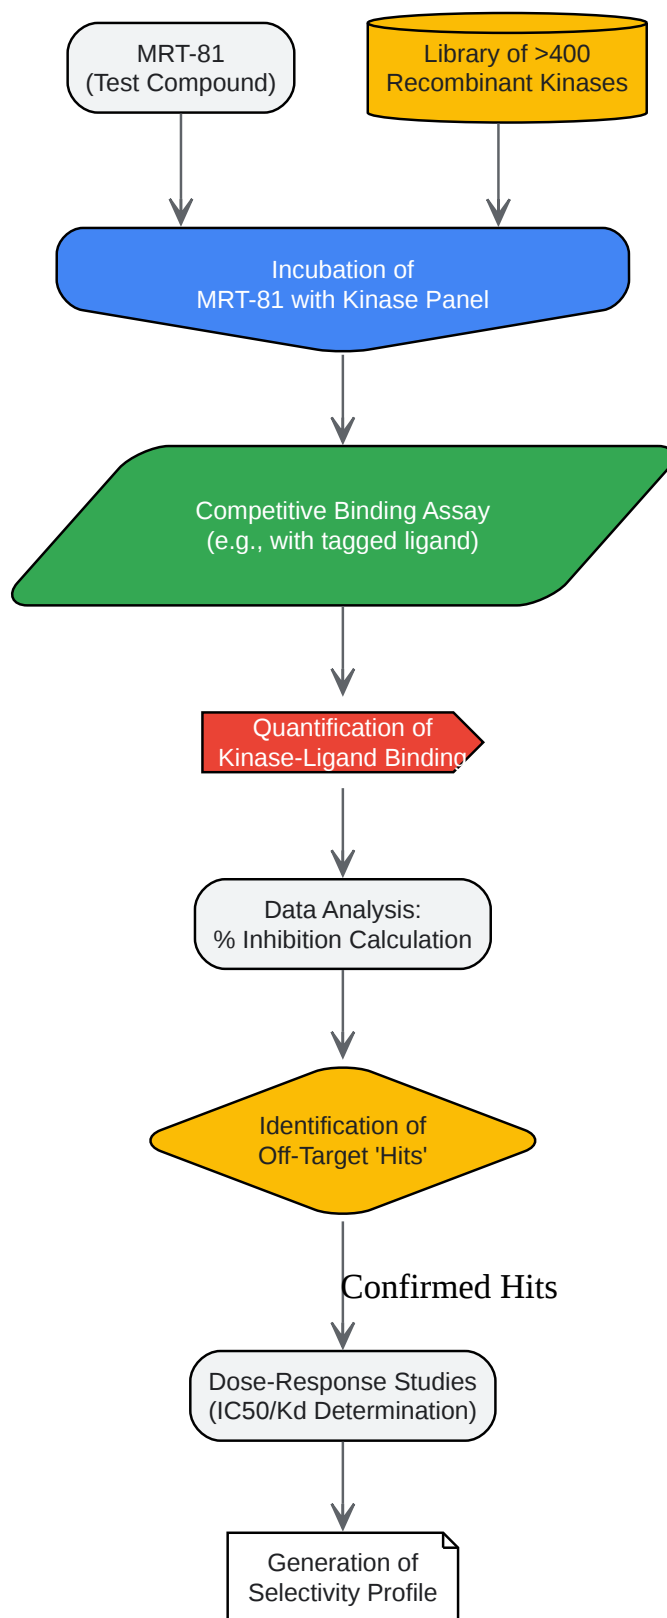 MRT-81
(Test Compound)
Library of >400
Recombinant Kinases
Incubation of
MRT-81 with Kinase Panel
Competitive Binding Assay
(e.g., with tagged ligand)
Quantification of
Kinase-Ligand Binding
Data Analysis:
% Inhibition Calculation
Identification of
Off-Target 'Hits'
Confirmed Hits
Dose-Response Studies
(IC50/Kd Determination)
Generation of
Selectivity Profile